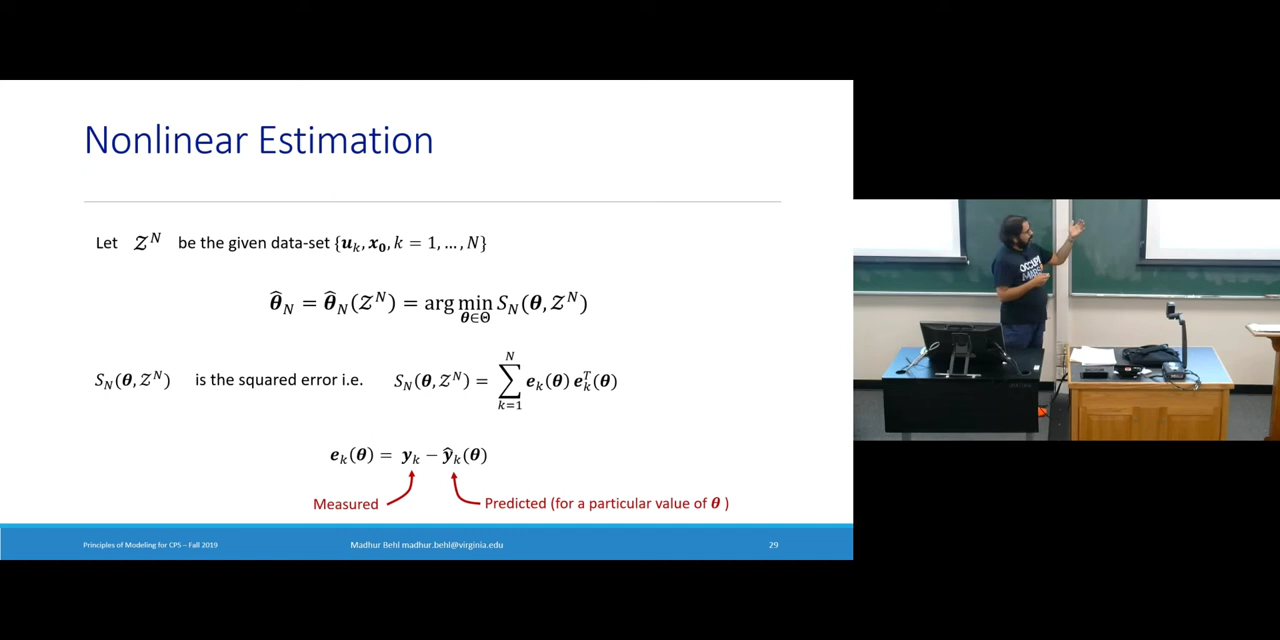 Nonlinear Estimation
Let 𝒵^N be the given data-set {u_k, x_0, k = 1, … , N}
θ̂_N = θ̂_N(𝒵^N) = arg min_{θ∈Θ} S_N(θ, 𝒵^N)
S_N(θ, 𝒵^N) is the squared error i.e. S_N(θ, 𝒵^N) = ∑_{k=1}^{N} e_k(θ) e_k^T(θ)
e_k(θ) = y_k − ŷ_k(θ)
Measured Predicted (for a particular value of θ )
Principles of Modeling for CPS – Fall 2019 Madhur Behl madhur.behl@virginia.edu 29
OCCUPY
MARS